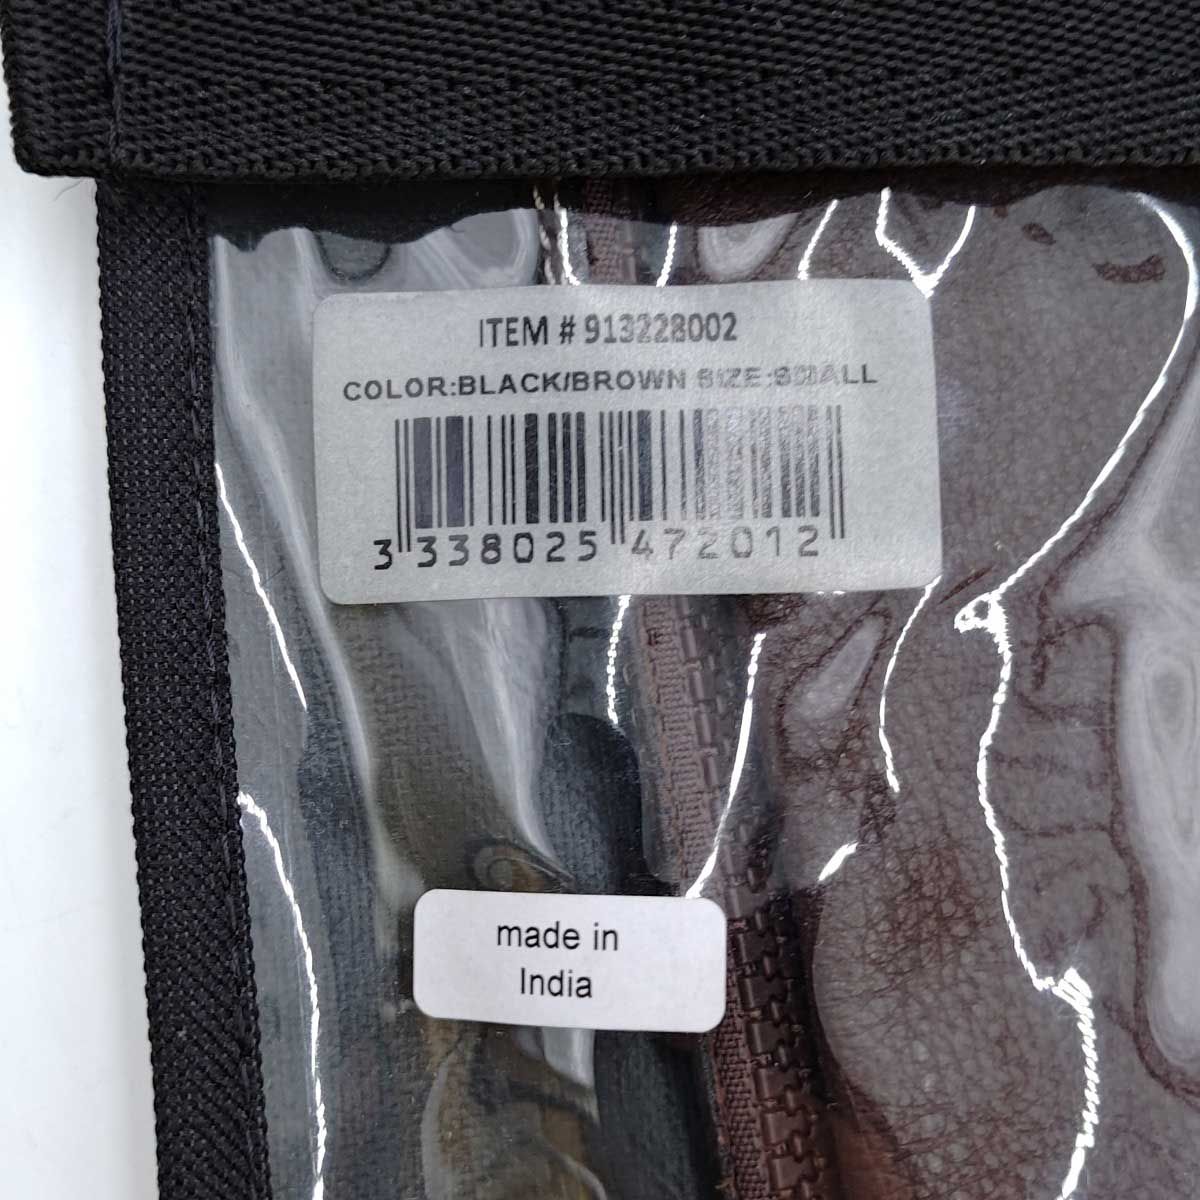 ITEM # 913228002
COLOR:BLACK/BROWN SIZE:SMALL
3 338025 472012
made in
India